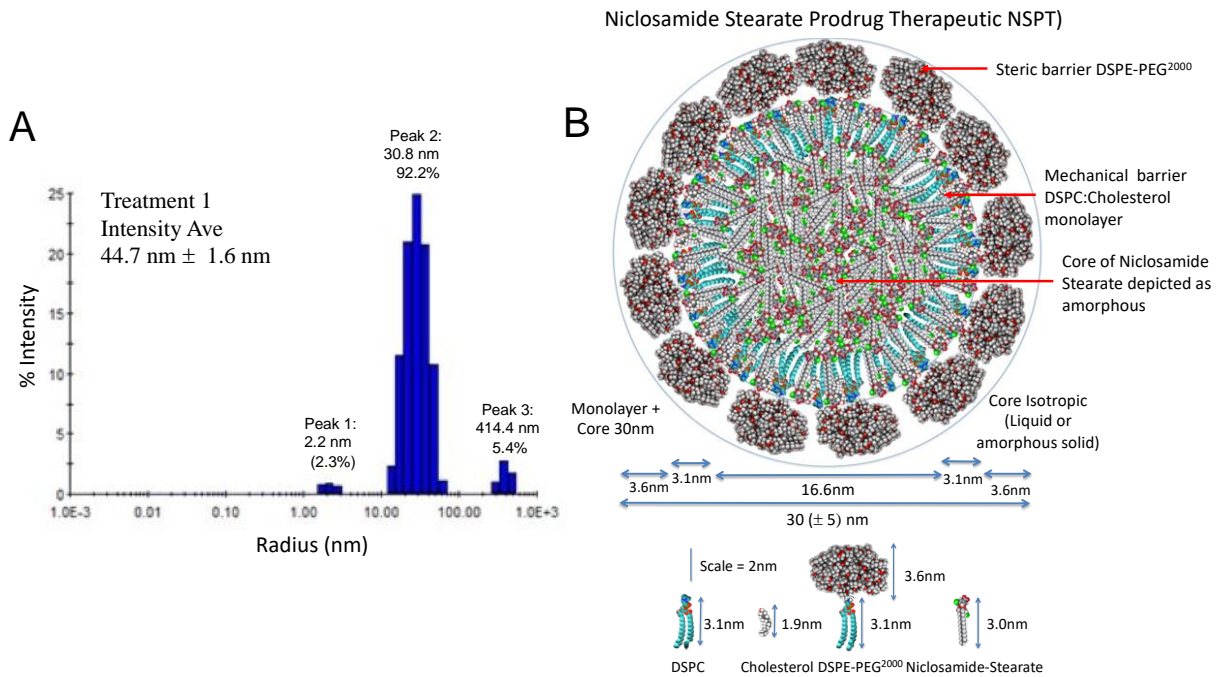 Niclosamide Stearate Prodrug Therapeutic NSPT)
A
Treatment 1
Intensity Ave
44.7 nm ± 1.6 nm
Peak 2:
30.8 nm
92.2%
Peak 1:
2.2 nm
(2.3%)
Peak 3:
414.4 nm
5.4%
% Intensity
25
20
15
10
5
0
1.0E-3
0.01
0.10
1.00
10.00
100.00
1.0E+3
Radius (nm)
B
Steric barrier DSPE-PEG²⁰⁰⁰
Mechanical barrier
DSPC:Cholesterol
monolayer
Core of Niclosamide
Stearate depicted as
amorphous
Monolayer +
Core 30nm
Core Isotropic
(Liquid or
amorphous solid)
3.6nm
3.1nm
16.6nm
3.1nm
3.6nm
30 (± 5) nm
Scale = 2nm
3.6nm
3.1nm
1.9nm
3.1nm
3.0nm
DSPC
Cholesterol
DSPE-PEG²⁰⁰⁰
Niclosamide-Stearate